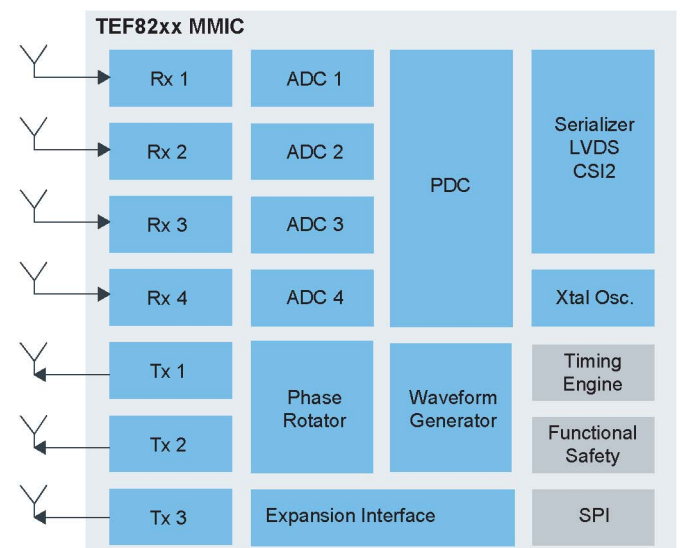 TEF82xx MMIC
Rx 1
ADC 1
Rx 2
ADC 2
Rx 3
ADC 3
Rx 4
ADC 4
PDC
Serializer
LVDS
CSI2
Xtal Osc.
Tx 1
Tx 2
Tx 3
Phase
Rotator
Waveform
Generator
Timing
Engine
Functional
Safety
Expansion Interface
SPI